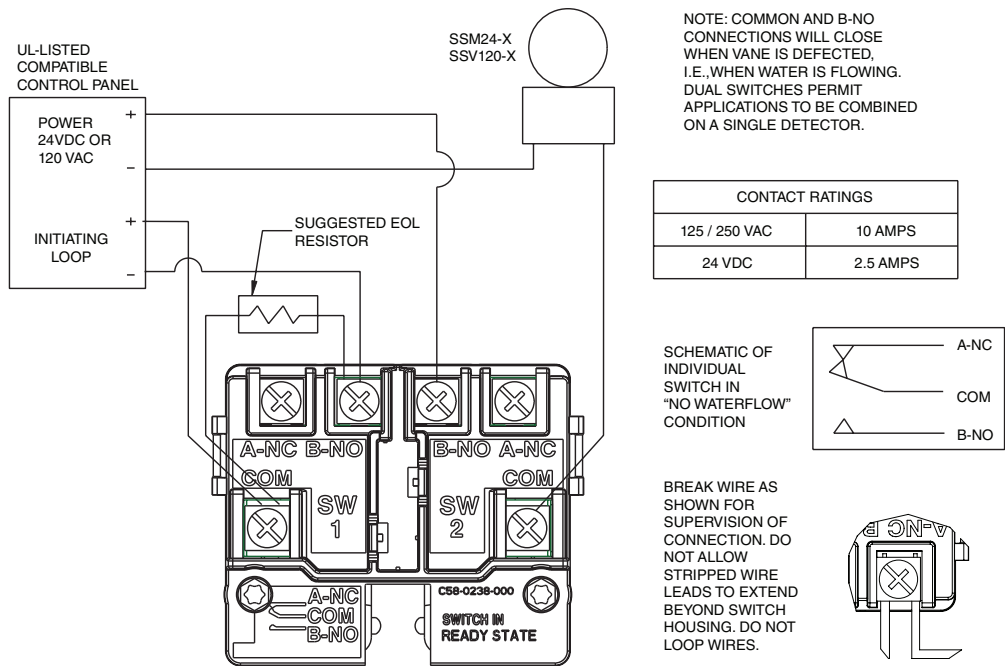 UL-LISTED
COMPATIBLE
CONTROL PANEL
+
POWER
24VDC OR
120 VAC
–
+
INITIATING
LOOP
–
SSM24-X
SSV120-X
SUGGESTED EOL
RESISTOR
NOTE: COMMON AND B-NO
CONNECTIONS WILL CLOSE
WHEN VANE IS DEFECTED,
I.E.,WHEN WATER IS FLOWING.
DUAL SWITCHES PERMIT
APPLICATIONS TO BE COMBINED
ON A SINGLE DETECTOR.
CONTACT RATINGS
125 / 250 VAC 10 AMPS
24 VDC 2.5 AMPS
SCHEMATIC OF
INDIVIDUAL
SWITCH IN
“NO WATERFLOW”
CONDITION
A-NC
COM
B-NO
A-NC B-NO B-NO A-NC
COM COM
SW
1
SW
2
A-NC
COM
B-NO
C58-0238-000
SWITCH IN
READY STATE
BREAK WIRE AS
SHOWN FOR
SUPERVISION OF
CONNECTION. DO
NOT ALLOW
STRIPPED WIRE
LEADS TO EXTEND
BEYOND SWITCH
HOUSING. DO NOT
LOOP WIRES.
A-NC